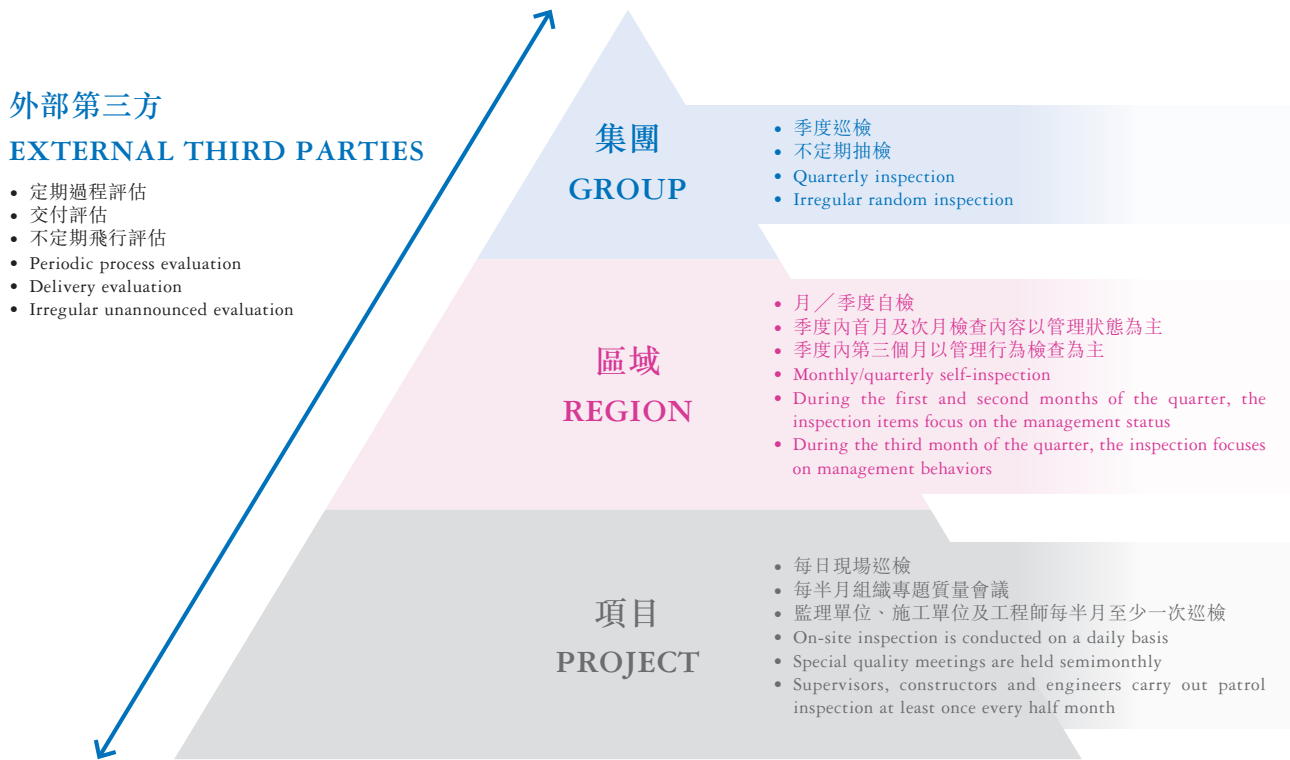 外部第三方
EXTERNAL THIRD PARTIES
• 定期過程評估
• 交付評估
• 不定期飛行評估
• Periodic process evaluation
• Delivery evaluation
• Irregular unannounced evaluation
集團
GROUP
• 季度巡檢
• 不定期抽檢
• Quarterly inspection
• Irregular random inspection
區域
REGION
• 月╱季度自檢
• 季度內首月及次月檢查內容以管理狀態為主
• 季度內第三個月以管理行為檢查為主
• Monthly/quarterly self-inspection
• During the first and second months of the quarter, the
inspection items focus on the management status
• During the third month of the quarter, the inspection focuses
on management behaviors
項目
PROJECT
• 每日現場巡檢
• 每半月組織專題質量會議
• 監理單位、施工單位及工程師每半月至少一次巡檢
• On-site inspection is conducted on a daily basis
• Special quality meetings are held semimonthly
• Supervisors, constructors and engineers carry out patrol
inspection at least once every half month